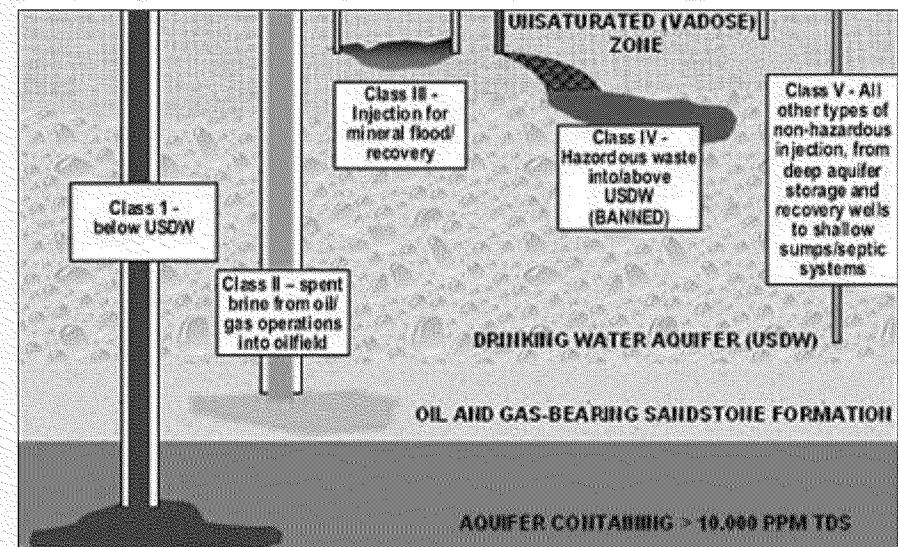 UNSATURATED (VADOSE)
ZONE
Class III -
Injection for
mineral flood/
recovery
Class IV -
Hazordous waste
into/above
USDW
(BANNED)
Class V - All
other types of
non-hazardous
injection, from
deep aquifer
storage and
recovery wells
to shallow
sumps/septic
systems
Class 1 -
below USDW
Class II – spent
brine from oil/
gas operations
into oilfield
DRINKING WATER AQUIFER (USDW)
OIL AND GAS-BEARING SANDSTONE FORMATION
AQUIFER CONTAINING > 10,000 PPM TDS